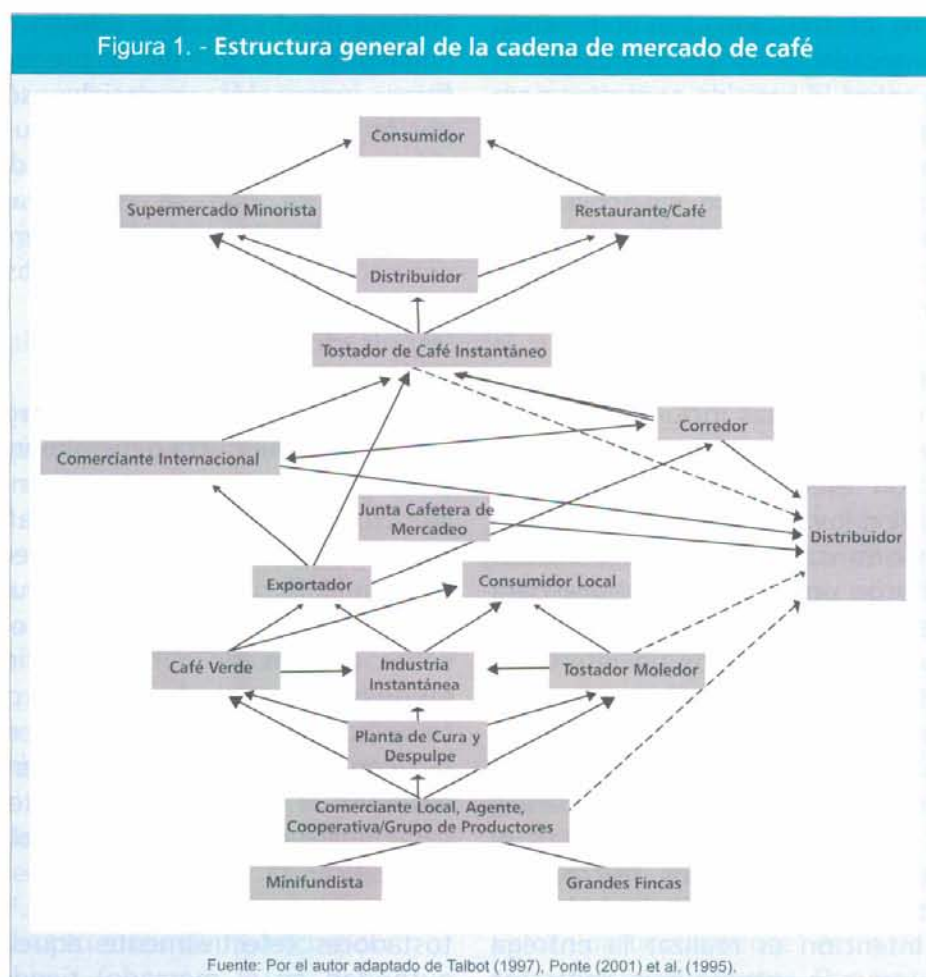 Figura 1. - Estructura general de la cadena de mercado de café
Consumidor
Supermercado Minorista
Restaurante/Café
Distribuidor
Tostador de Café Instantáneo
Corredor
Comerciante Internacional
Junta Cafetera de
Mercadeo
Distribuidor
Exportador
Consumidor Local
Café Verde
Industria
Instantánea
Tostador Moledor
Planta de Cura y
Despulpe
Comerciante Local, Agente,
Cooperativa/Grupo de Productores
Minifundista
Grandes Fincas
Fuente: Por el autor adaptado de Talbot (1997), Ponte (2001) et al. (1995).